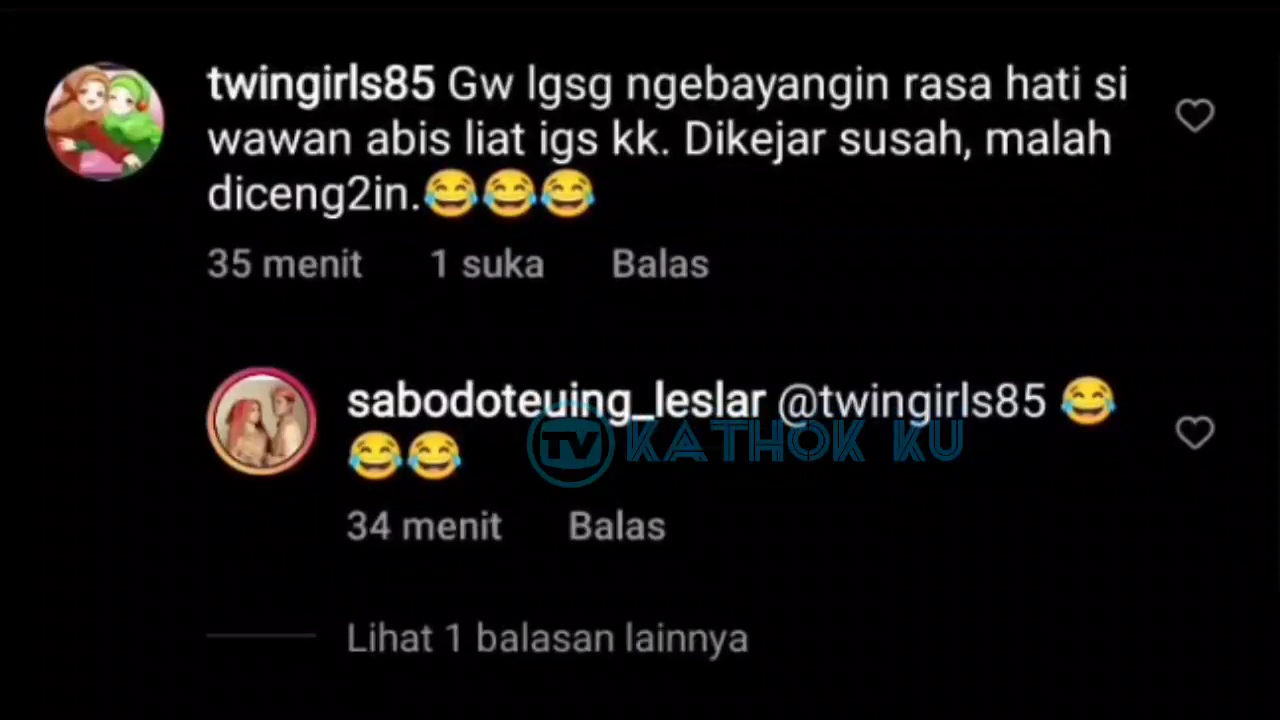 twingirls85 Gw lgsg ngebayangin rasa hati si
wawan abis liat igs kk. Dikejar susah, malah
diceng2in.😂😂😂
35 menit 1 suka Balas
sabodoteuing_leslar @twingirls85 😂
😂😂
TV KATHOK KU
34 menit Balas
Lihat 1 balasan lainnya